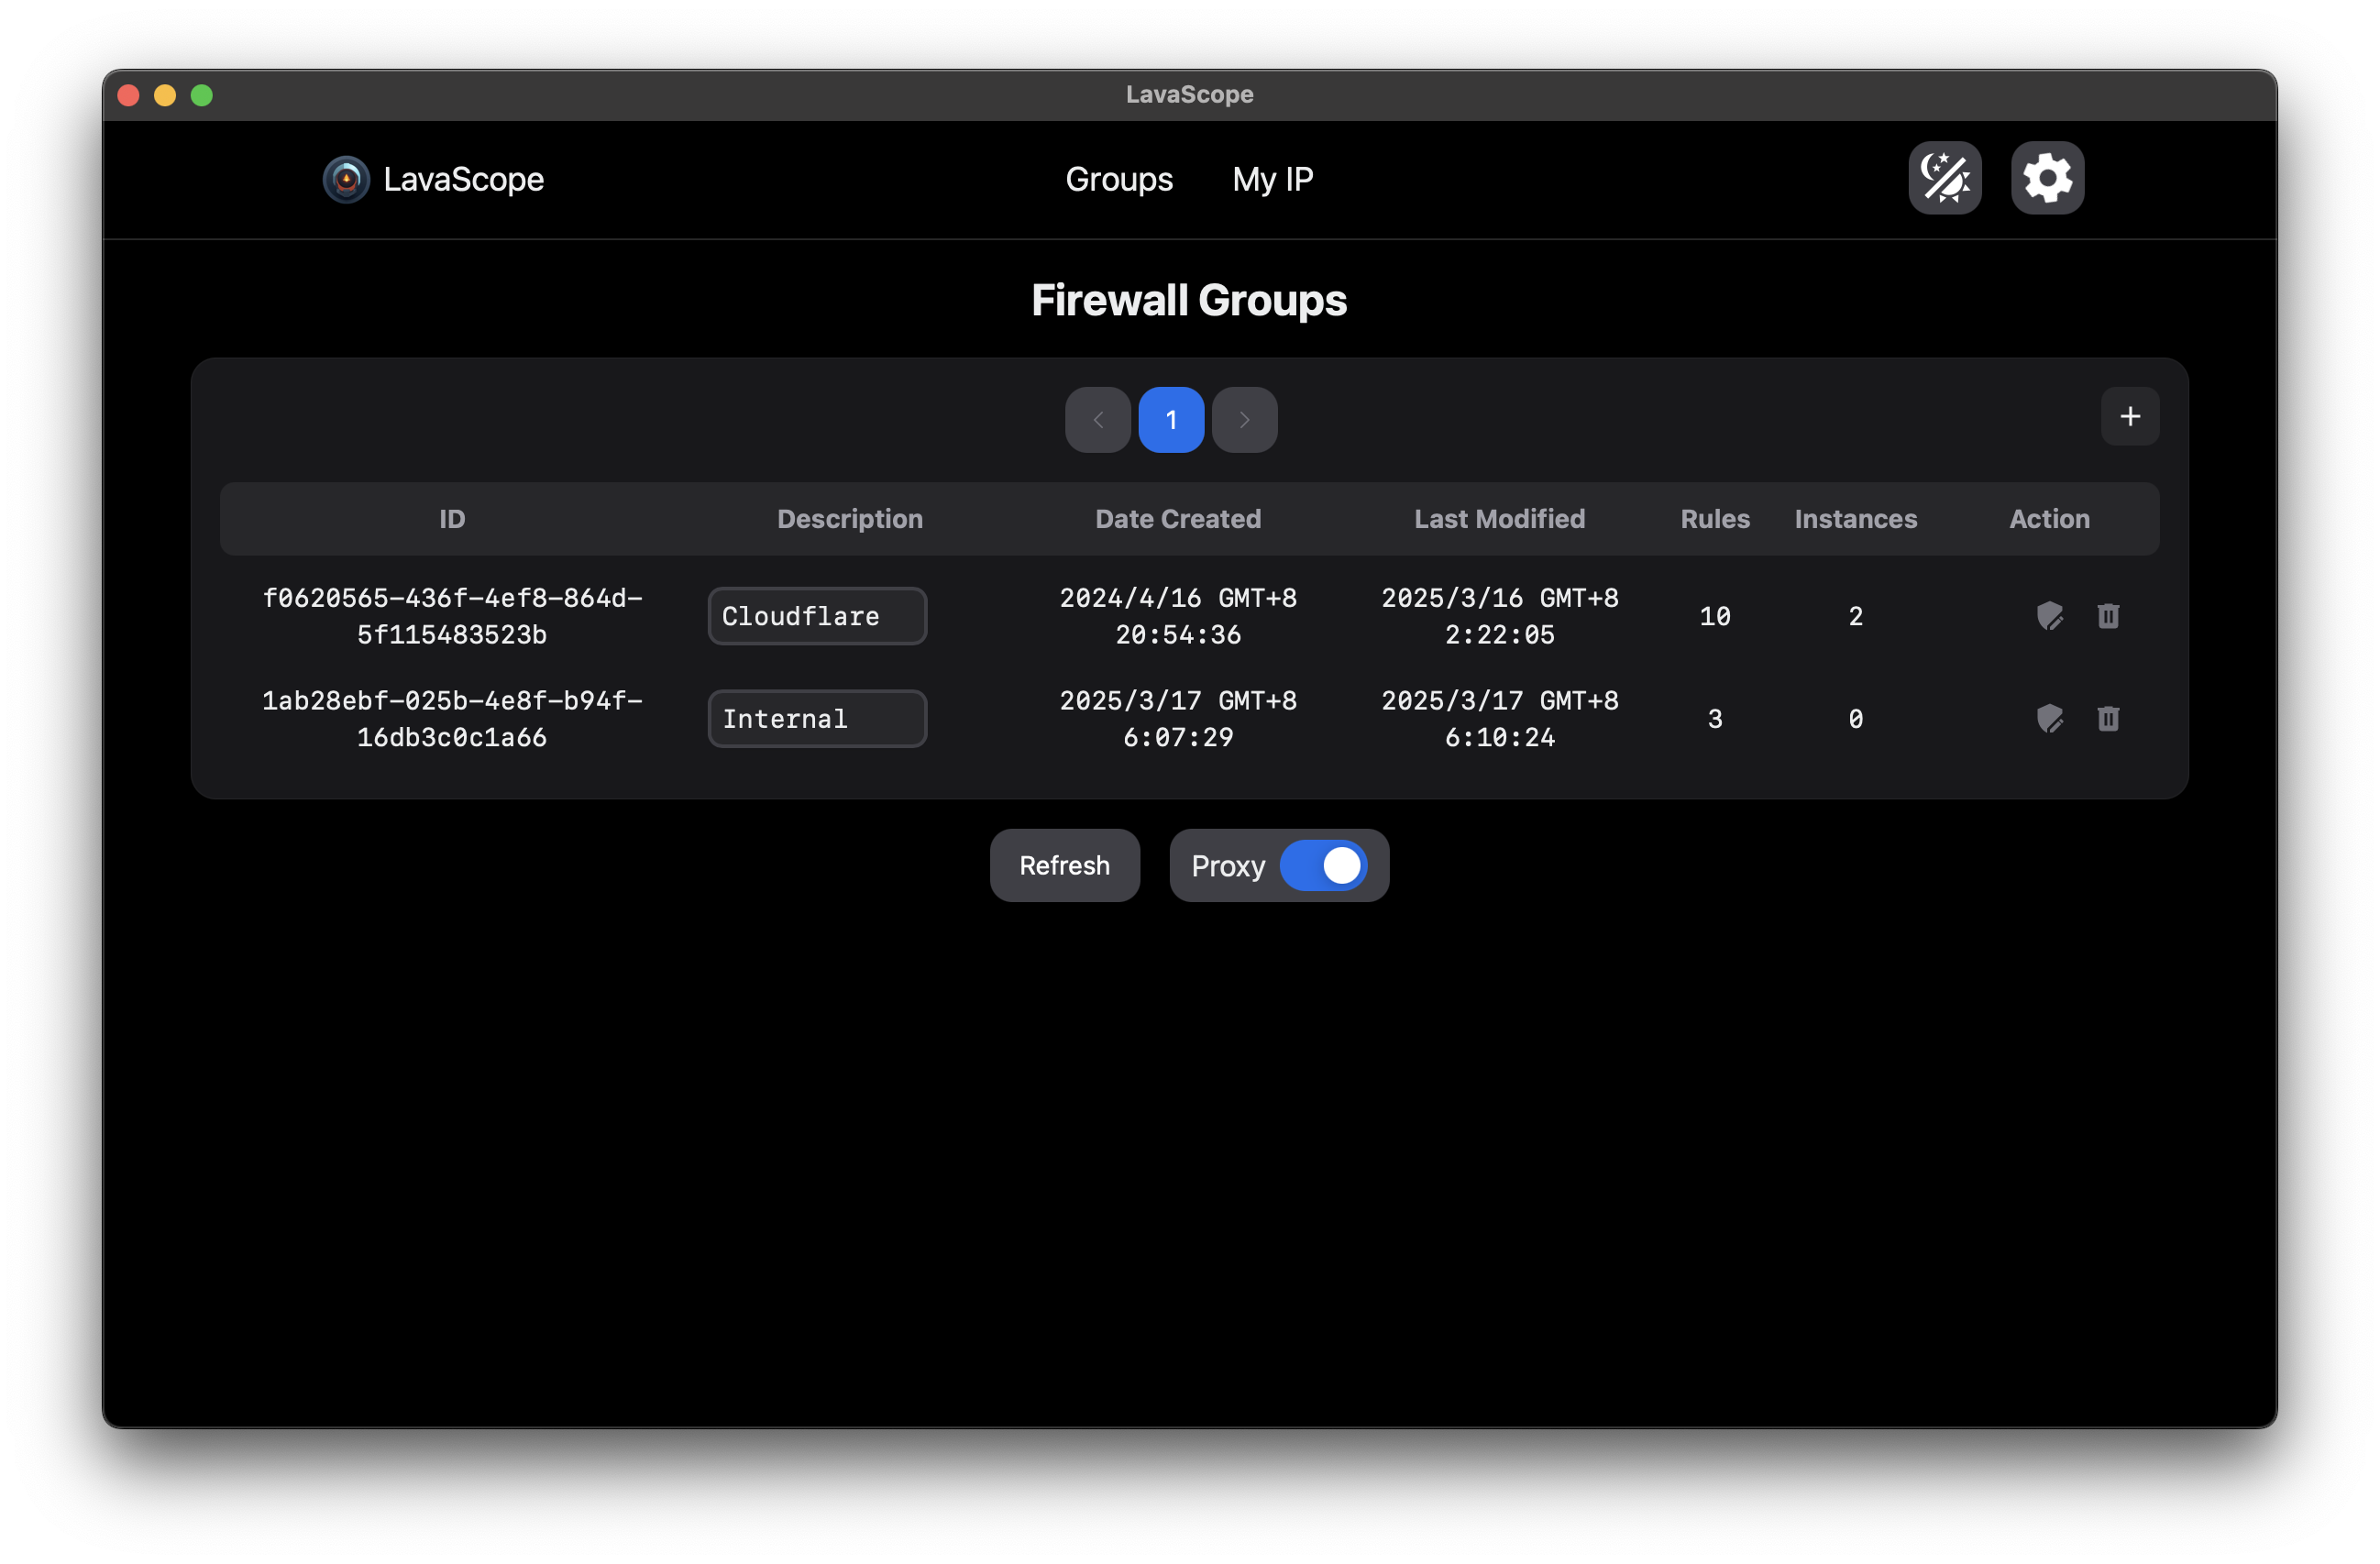 LavaScope
LavaScope
Groups
My IP
Firewall Groups
1
ID Description Date Created Last Modified Rules Instances Action
f0620565-436f-4ef8-864d-
5f115483523b
Cloudflare
2024/4/16 GMT+8
20:54:36
2025/3/16 GMT+8
2:22:05
10
2
1ab28ebf-025b-4e8f-b94f-
16db3c0c1a66
Internal
2025/3/17 GMT+8
6:07:29
2025/3/17 GMT+8
6:10:24
3
0
Refresh
Proxy